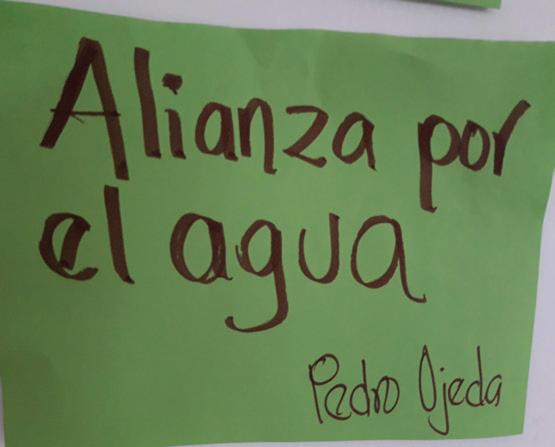 Alianza por
el agua
Pedro Ojeda